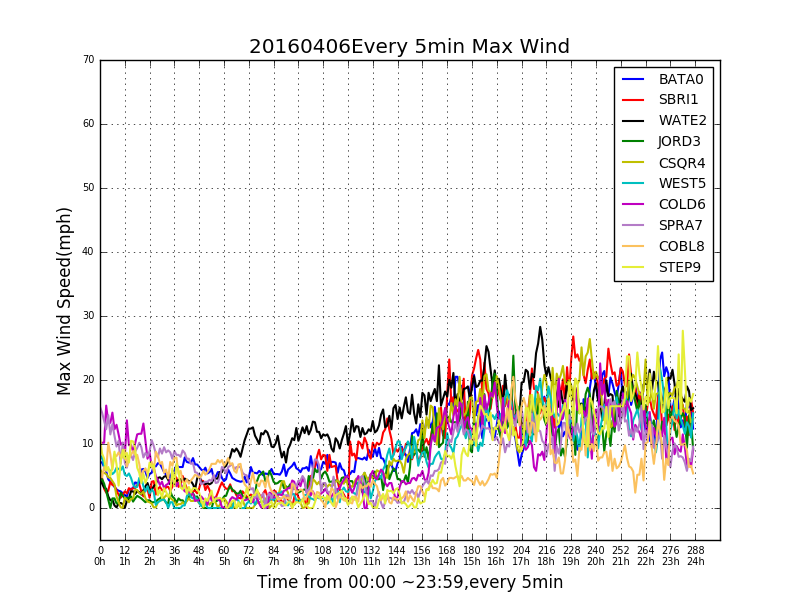 20160406Every 5min Max Wind
70
60
50
40
30
20
10
0
Max Wind Speed(mph)
BATA0
SBRI1
WATE2
JORD3
CSQR4
WEST5
COLD6
SPRA7
COBL8
STEP9
0 12 24 36 48 60 72 84 96 108 120 132 144 156 168 180 192 204 216 228 240 252 264 276 288
0h 1h 2h 3h 4h 5h 6h 7h 8h 9h 10h 11h 12h 13h 14h 15h 16h 17h 18h 19h 20h 21h 22h 23h 24h
Time from 00:00 ~23:59,every 5min